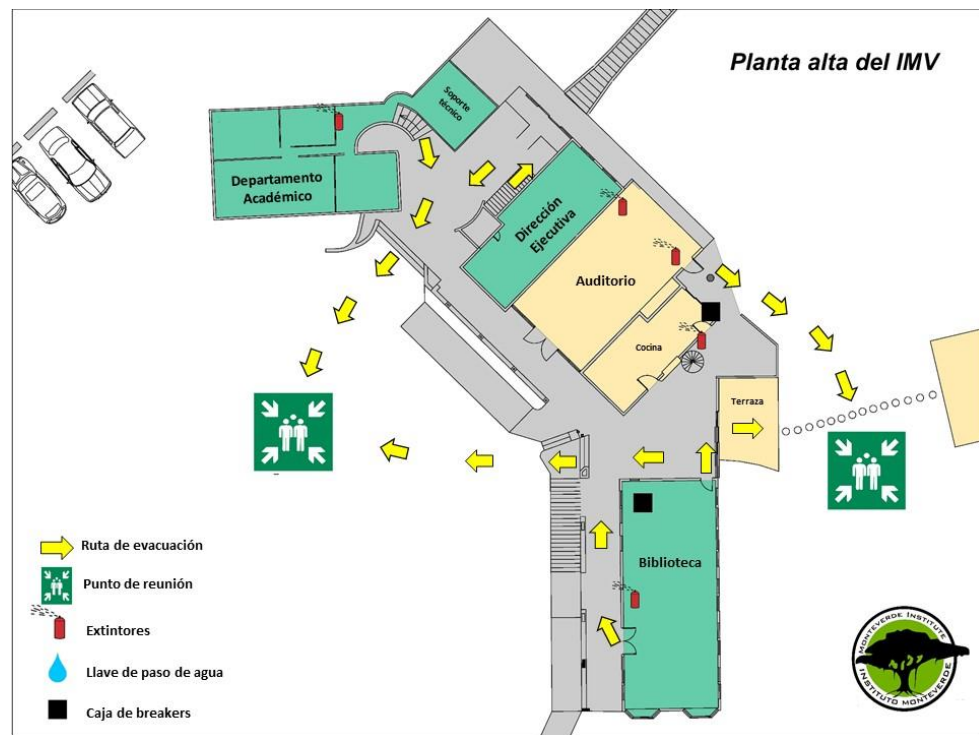 Planta alta del IMV
Soporte
técnico
Departamento
Académico
Dirección
Ejecutiva
Auditorio
Cocina
Terraza
Biblioteca
Ruta de evacuación
Punto de reunión
Extintores
Llave de paso de agua
Caja de breakers
MONTEVERDE INSTITUTE
INSTITUTO MONTEVERDE